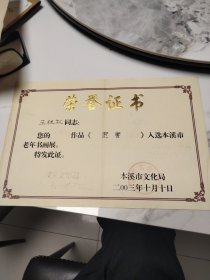 荣誉证书
同志:
您的 作品《 》入选本溪市
老年书画展。
特发此证。
本溪市文化局
二00三年十月十日